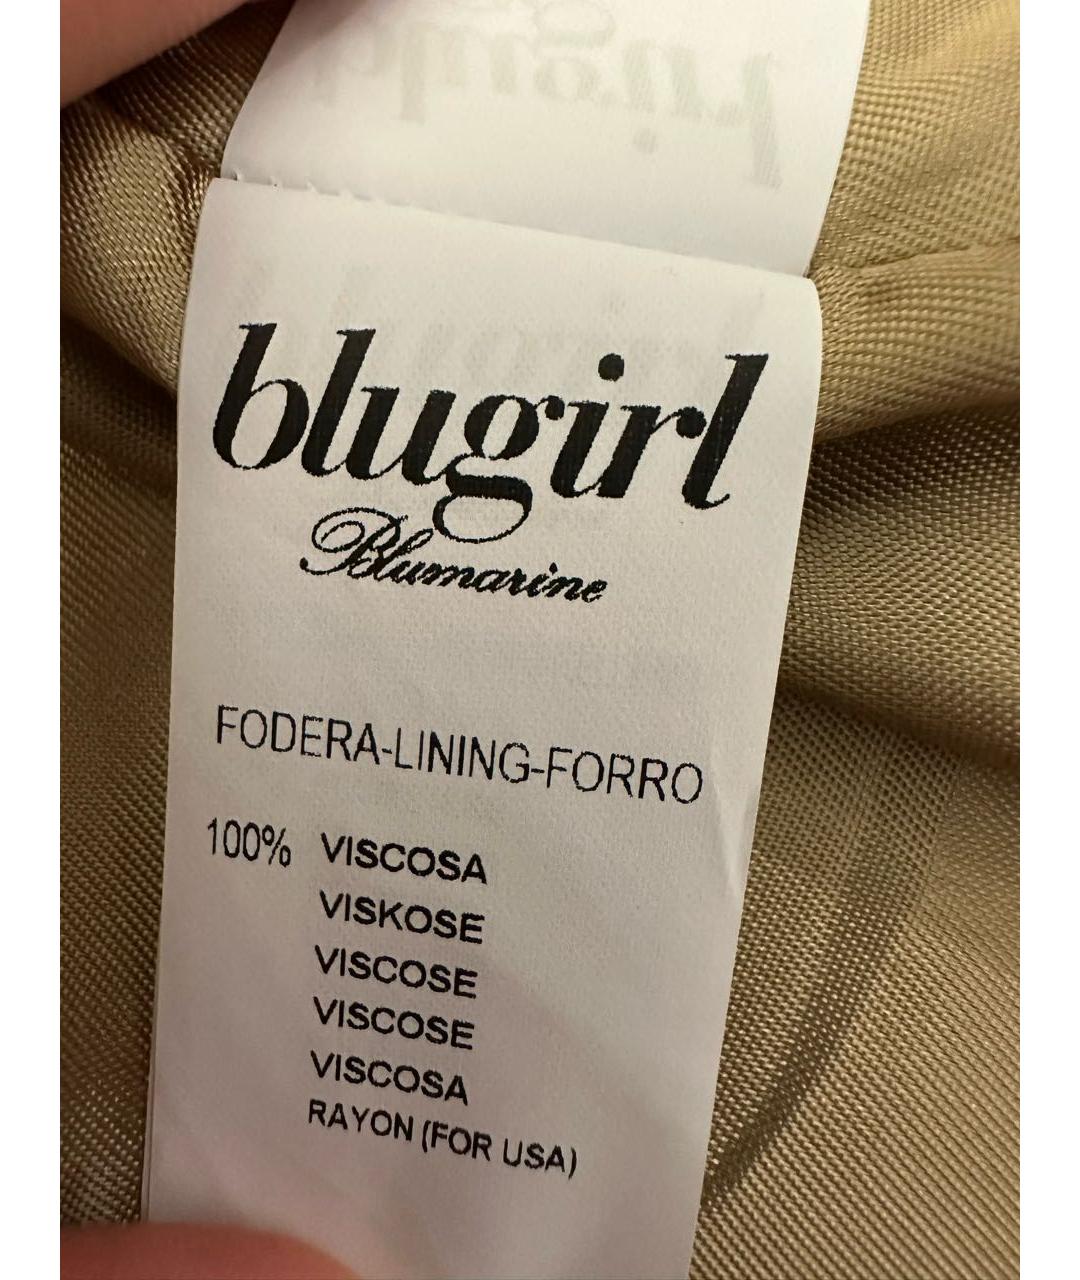 blugirl
Blumarine
FODERA-LINING-FORRO
100% VISCOSA
VISKOSE
VISCOSE
VISCOSE
VISCOSA
RAYON (FOR USA)